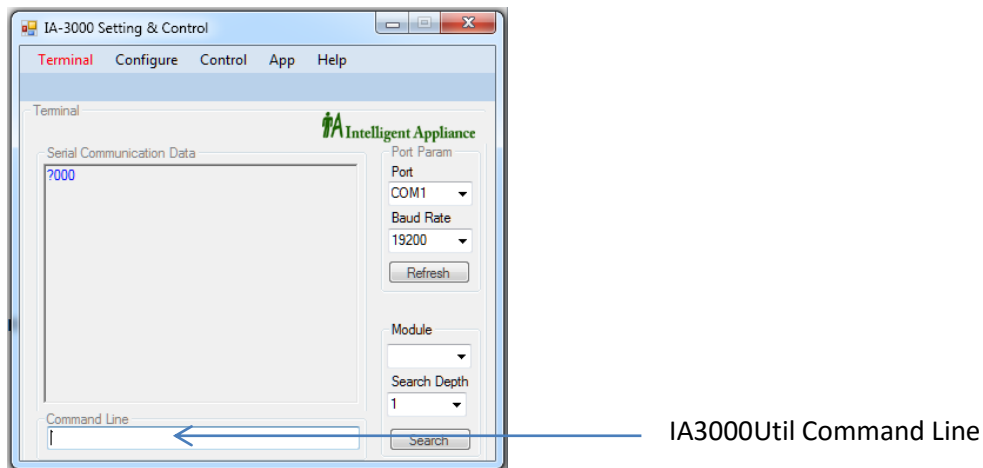 IA-3000 Setting & Control
Terminal Configure Control App Help
Terminal
iA Intelligent Appliance
Serial Communication Data
?000
Port Param
Port
COM1
Baud Rate
19200
Refresh
Module
Search Depth
1
Search
Command Line
IA3000Util Command Line